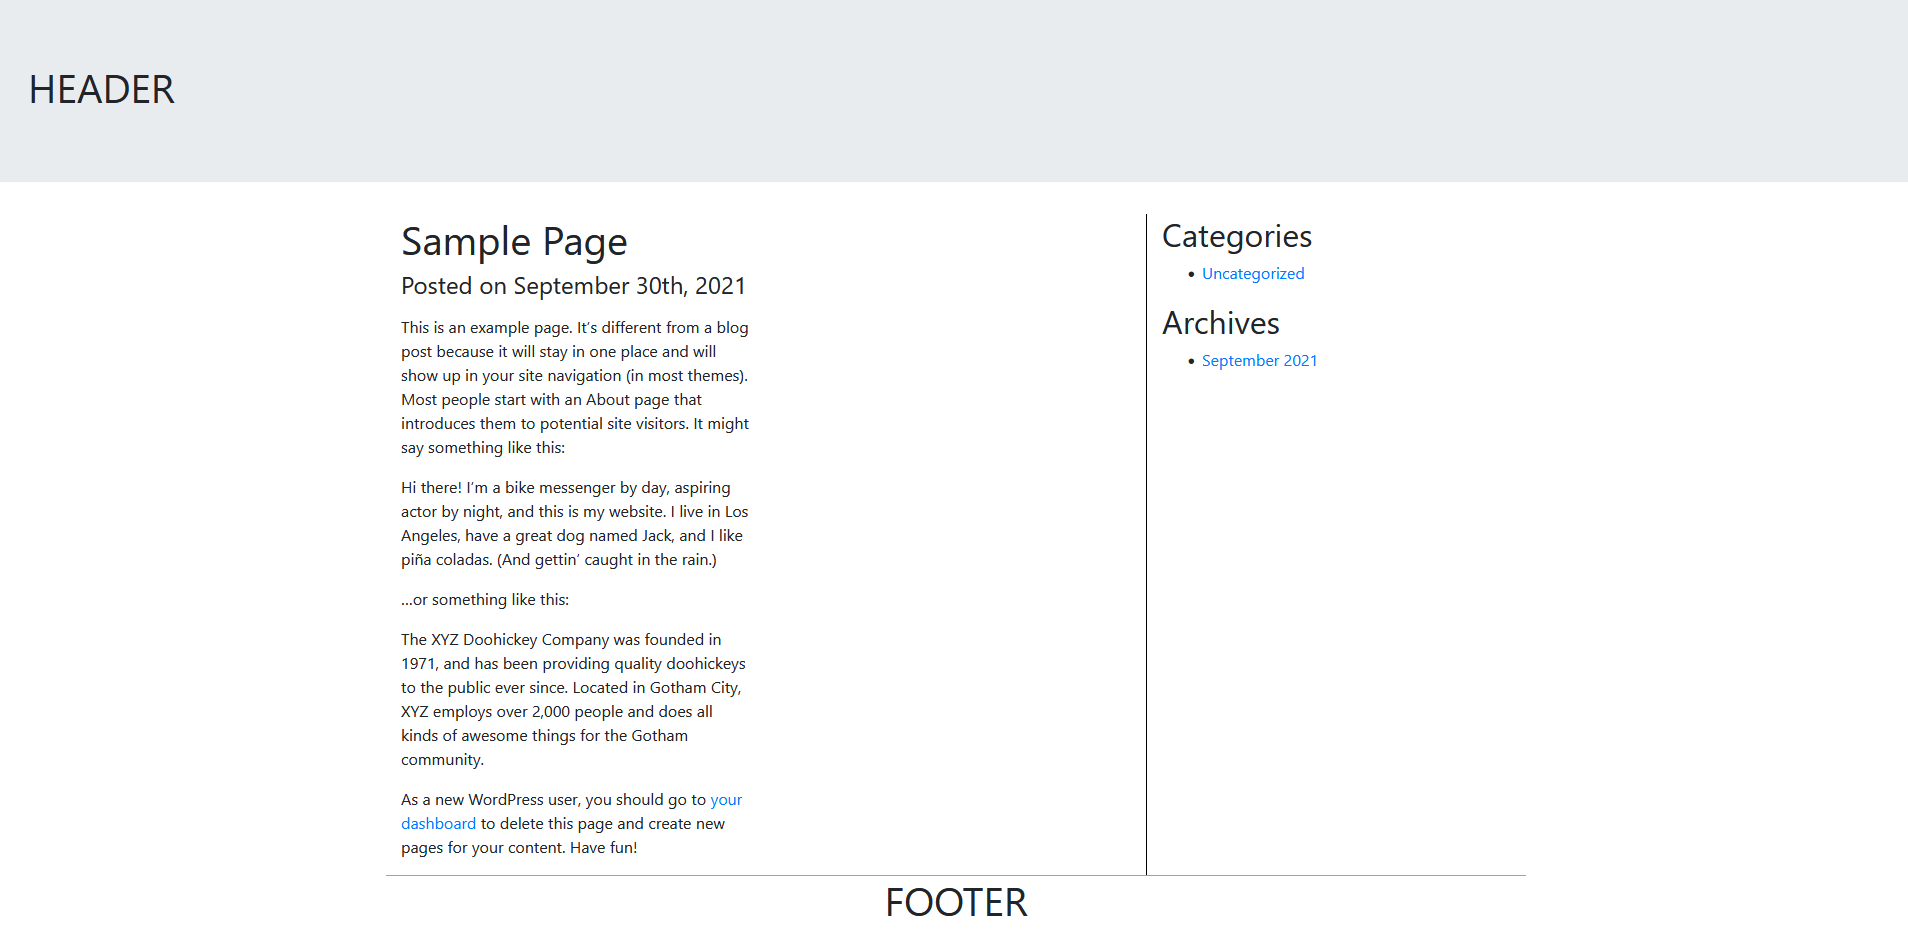 HEADER
Sample Page
Posted on September 30th, 2021
This is an example page. It’s different from a blog
post because it will stay in one place and will
show up in your site navigation (in most themes).
Most people start with an About page that
introduces them to potential site visitors. It might
say something like this:
Hi there! I’m a bike messenger by day, aspiring
actor by night, and this is my website. I live in Los
Angeles, have a great dog named Jack, and I like
piña coladas. (And gettin’ caught in the rain.)
…or something like this:
The XYZ Doohickey Company was founded in
1971, and has been providing quality doohickeys
to the public ever since. Located in Gotham City,
XYZ employs over 2,000 people and does all
kinds of awesome things for the Gotham
community.
As a new WordPress user, you should go to your
dashboard to delete this page and create new
pages for your content. Have fun!
Categories
• Uncategorized
Archives
• September 2021
FOOTER